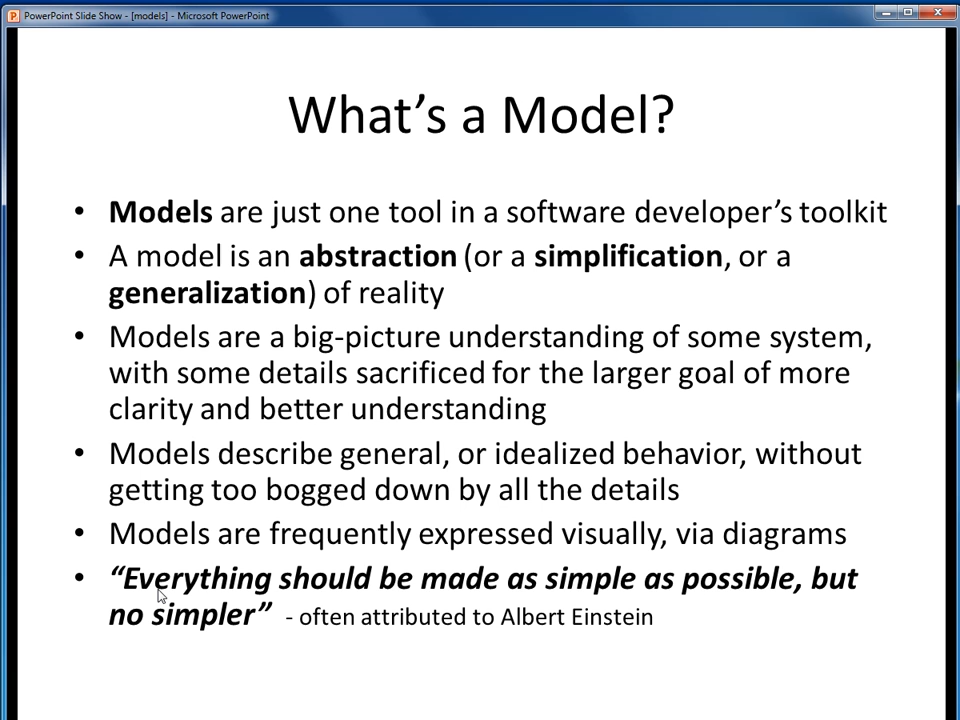 PowerPoint Slide Show - [models] - Microsoft PowerPoint
What's a Model?
• Models are just one tool in a software developer's toolkit
• A model is an abstraction (or a simplification, or a
generalization) of reality
• Models are a big-picture understanding of some system,
with some details sacrificed for the larger goal of more
clarity and better understanding
• Models describe general, or idealized behavior, without
getting too bogged down by all the details
• Models are frequently expressed visually, via diagrams
• “Everything should be made as simple as possible, but
no simpler” - often attributed to Albert Einstein